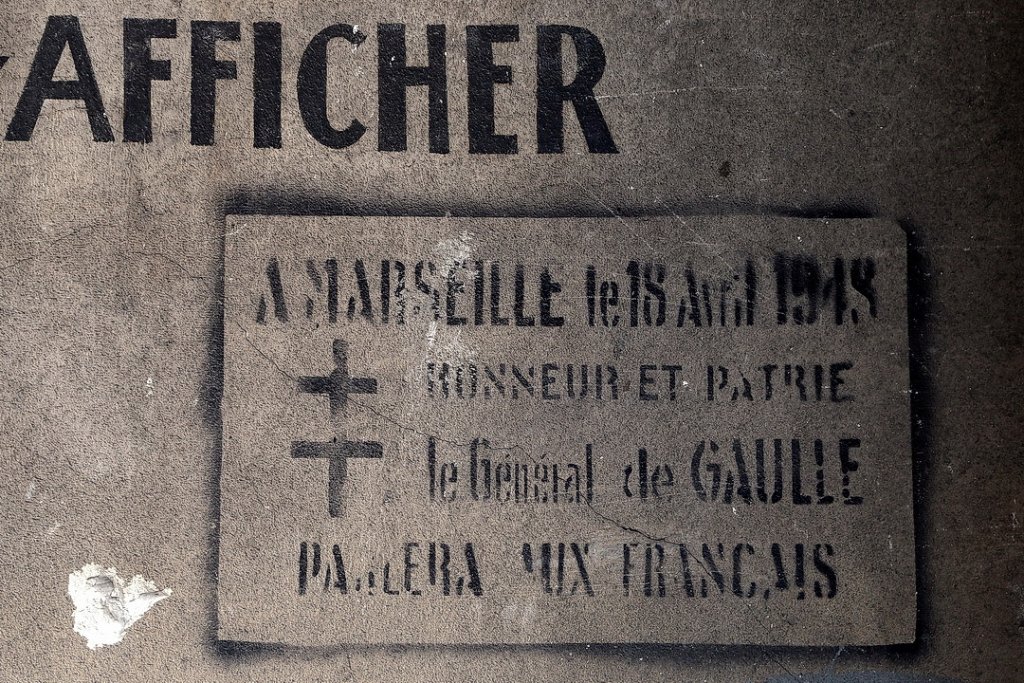 AFFICHER
A MARSEILLE le 18 Avril 1948
HONNEUR ET PATRIE
le Général de GAULLE
PARLERA AUX FRANÇAIS